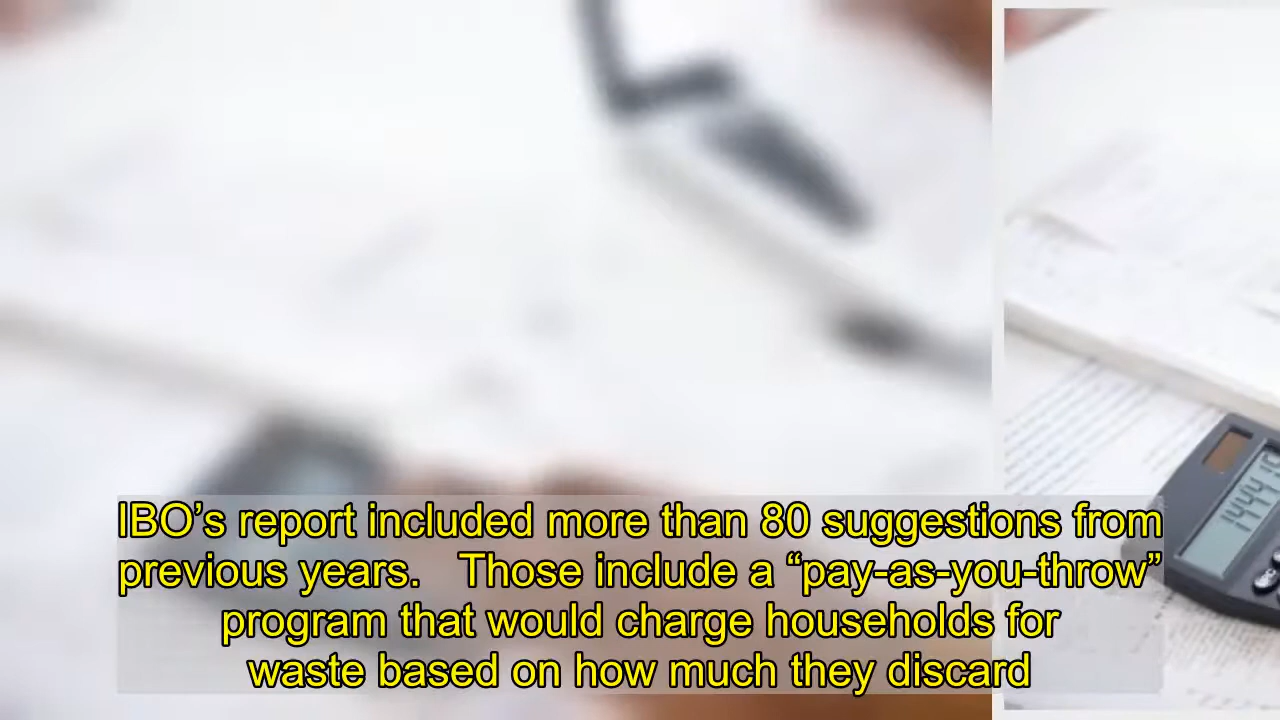 IBO’s report included more than 80 suggestions from
previous years.   Those include a “pay-as-you-throw”
program that would charge households for
waste based on how much they discard